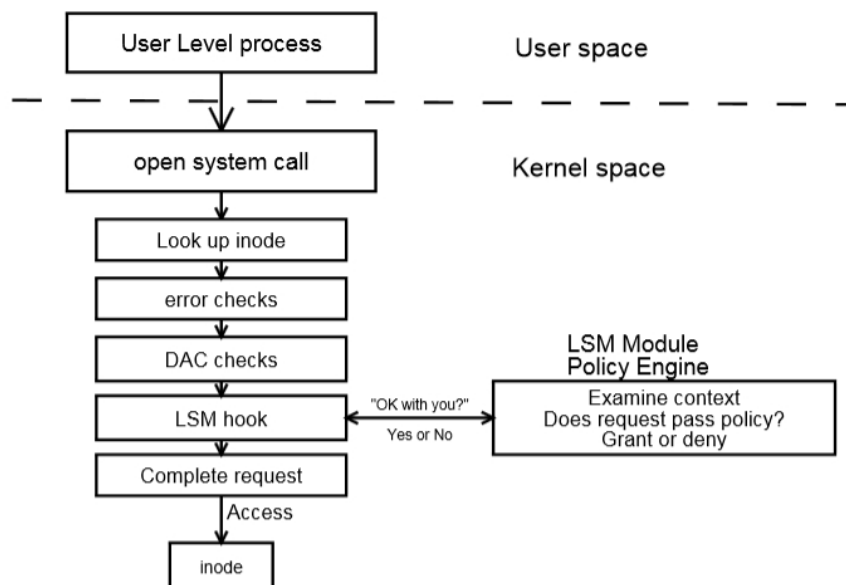 User Level process
User space
open system call
Kernel space
Look up inode
error checks
DAC checks
LSM Module
Policy Engine
LSM hook
"OK with you?"
Yes or No
Examine context
Does request pass policy?
Grant or deny
Complete request
Access
inode